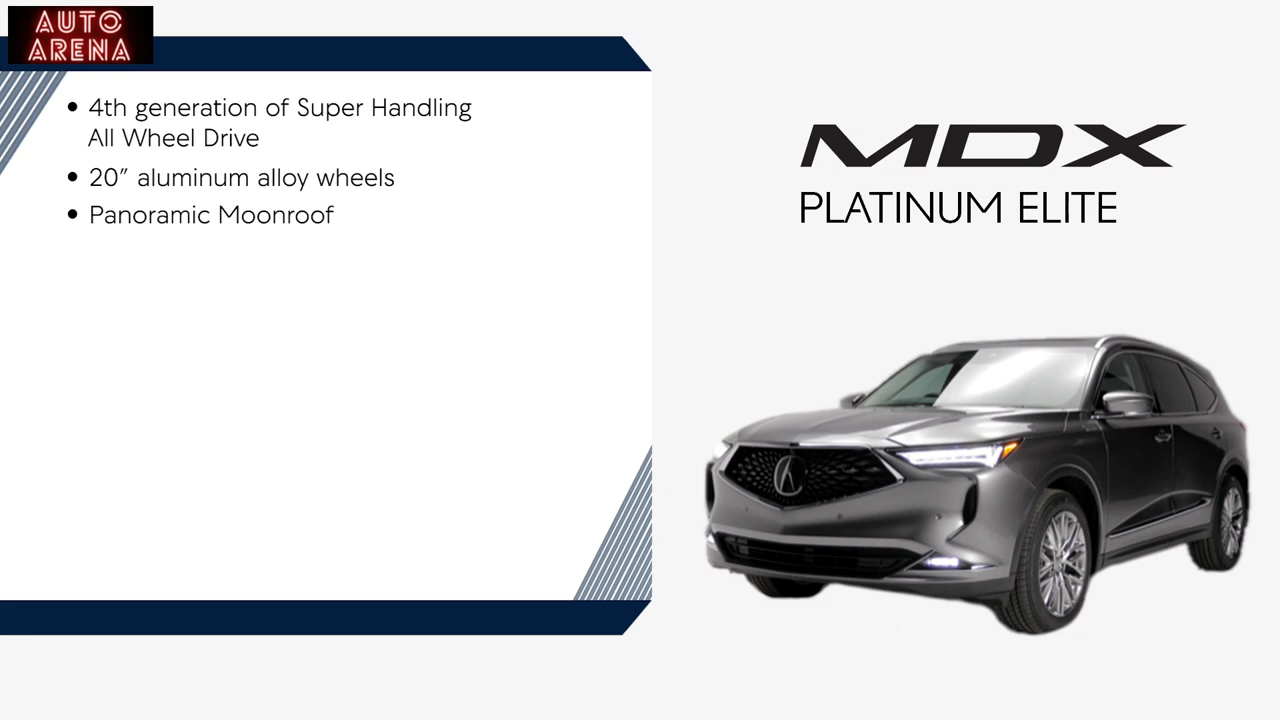 AUTO
ARENA
• 4th generation of Super Handling
All Wheel Drive
• 20” aluminum alloy wheels
• Panoramic Moonroof
MDX
PLATINUM ELITE